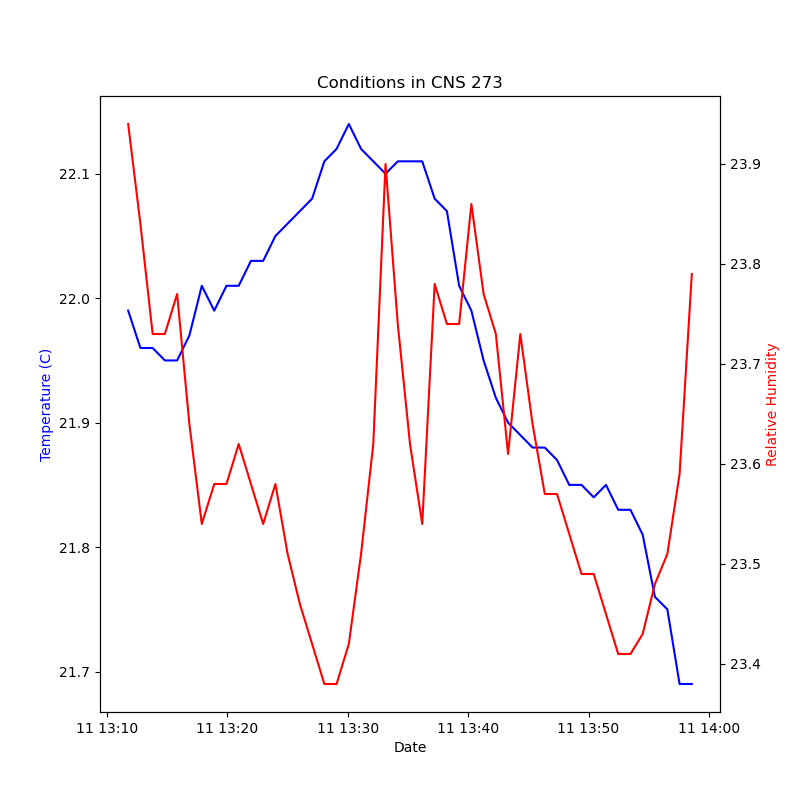 Conditions in CNS 273
Temperature (C)
22.1
22.0
21.9
21.8
21.7
23.9
23.8
23.7
23.6
23.5
23.4
Relative Humidity
11 13:10 11 13:20 11 13:30 11 13:40 11 13:50 11 14:00
Date